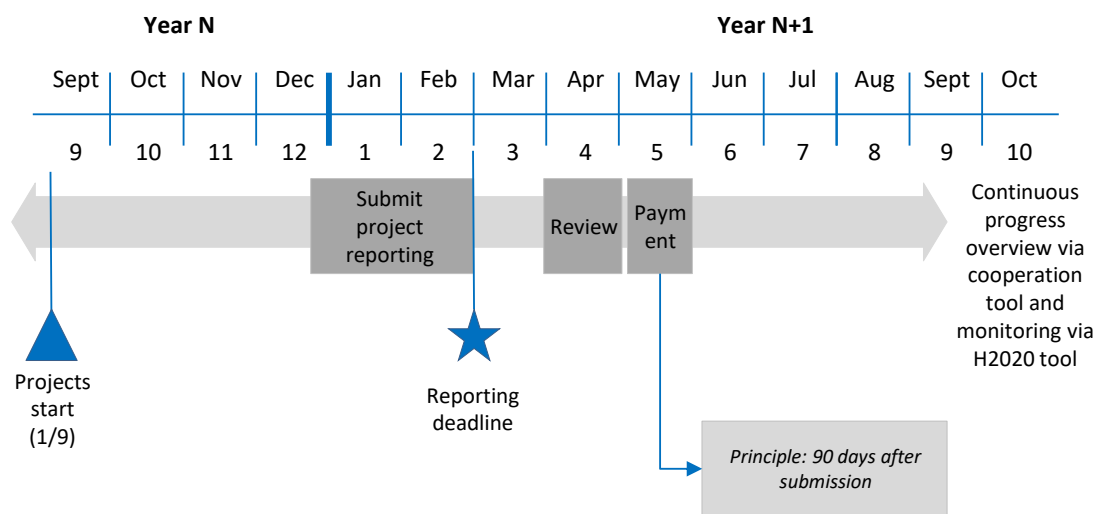 Year N
Year N+1
Sept Oct Nov Dec Jan Feb Mar Apr May Jun Jul Aug Sept Oct
9 10 11 12 1 2 3 4 5 6 7 8 9 10
Submit
project
reporting
Review
Paym
ent
Continuous
progress
overview via
cooperation
tool and
monitoring via
H2020 tool
Projects
start
(1/9)
Reporting
deadline
Principle: 90 days after
submission